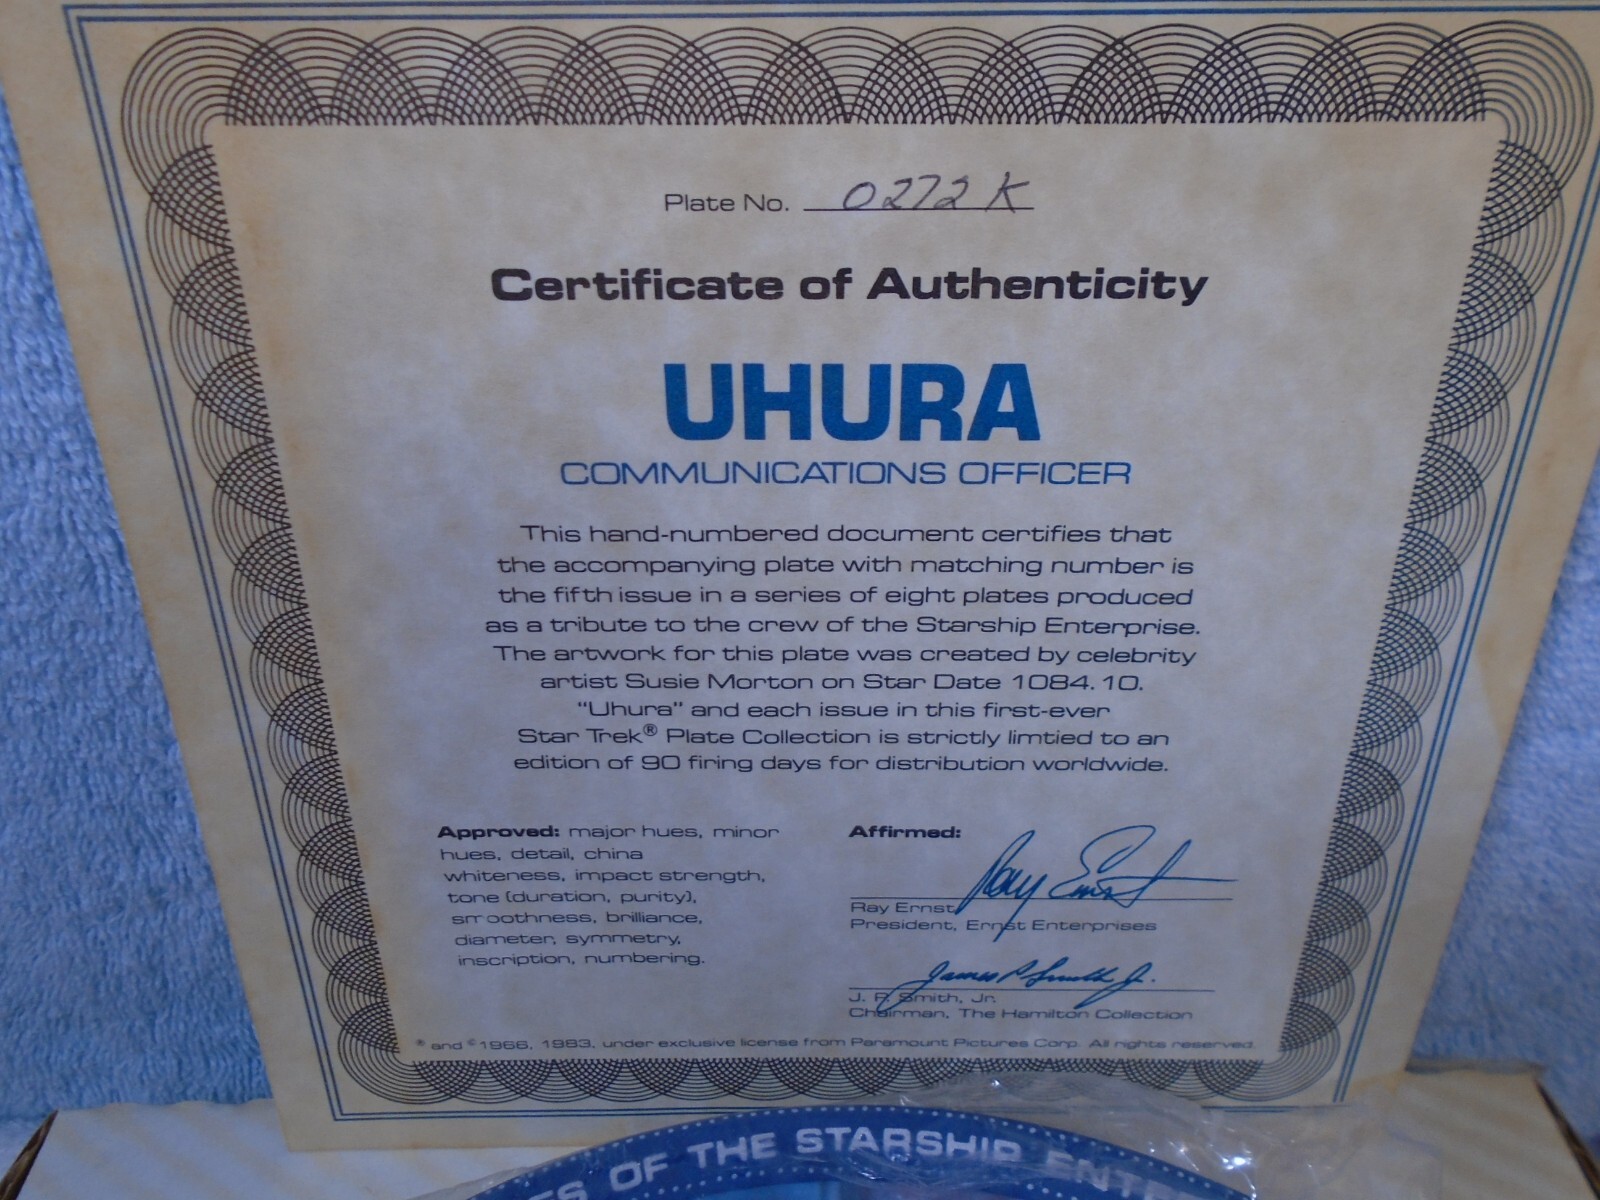 Plate No. 0272 K
Certificate of Authenticity
UHURA
COMMUNICATIONS OFFICER
This hand-numbered document certifies that
the accompanying plate with matching number is
the fifth issue in a series of eight plates produced
as a tribute to the crew of the Starship Enterprise.
The artwork for this plate was created by celebrity
artist Susie Morton on Star Date 1084.10.
"Uhura" and each issue in this first-ever
Star Trek® Plate Collection is strictly limtied to an
edition of 90 firing days for distribution worldwide.
Approved: major hues, minor
hues, detail, china
whiteness, impact strength,
tone (duration, purity),
smoothness, brilliance,
diameter, symmetry,
inscription, numbering.
Affirmed:
Ray Ernst
Ray Ernst,
President, Ernst Enterprises
James P Smith Jr.
J. P. Smith, Jr.
Chairman, The Hamilton Collection
® and ©1966, 1983, under exclusive license from Paramount Pictures Corp. All rights reserved.
OF THE STARSHIP